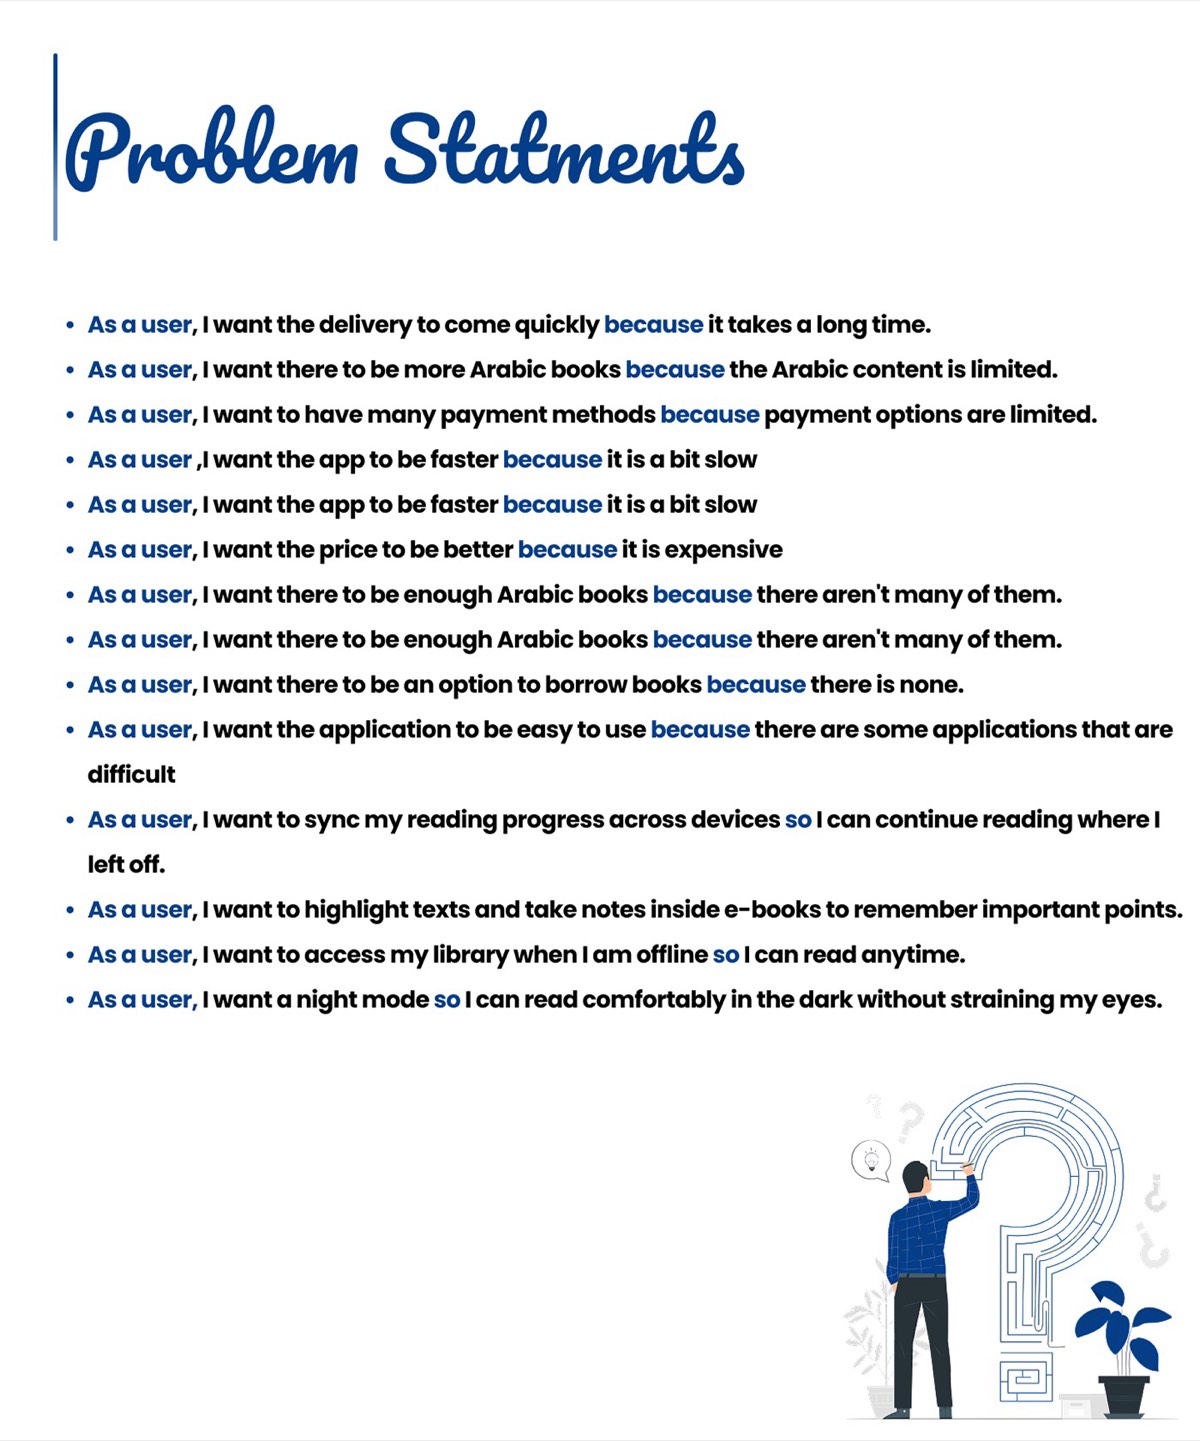 Problem Statments
• As a user, I want the delivery to come quickly because it takes a long time.
• As a user, I want there to be more Arabic books because the Arabic content is limited.
• As a user, I want to have many payment methods because payment options are limited.
• As a user ,I want the app to be faster because it is a bit slow
• As a user, I want the app to be faster because it is a bit slow
• As a user, I want the price to be better because it is expensive
• As a user, I want there to be enough Arabic books because there aren't many of them.
• As a user, I want there to be enough Arabic books because there aren't many of them.
• As a user, I want there to be an option to borrow books because there is none.
• As a user, I want the application to be easy to use because there are some applications that are
difficult
• As a user, I want to sync my reading progress across devices so I can continue reading where I
left off.
• As a user, I want to highlight texts and take notes inside e-books to remember important points.
• As a user, I want to access my library when I am offline so I can read anytime.
• As a user, I want a night mode so I can read comfortably in the dark without straining my eyes.